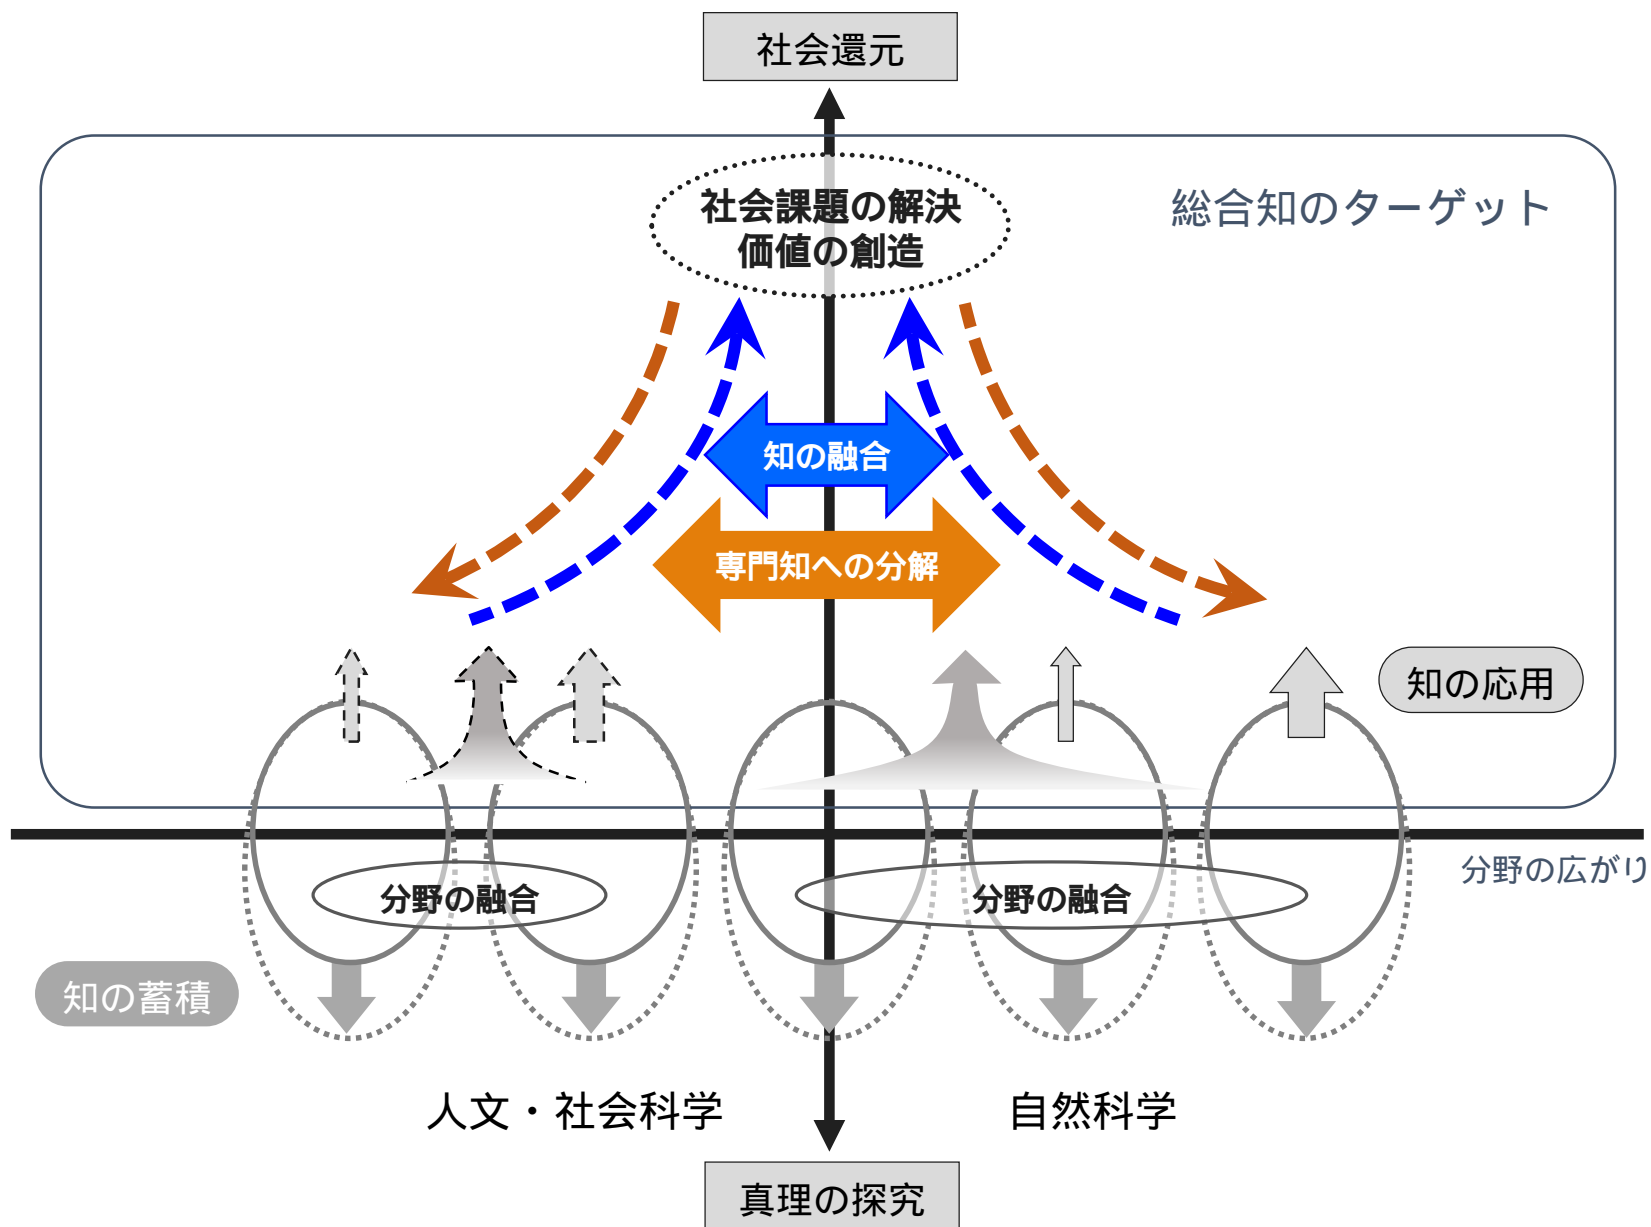 社会還元
社会課題の解決
価値の創造
総合知のターゲット
知の融合
専門知への分解
知の応用
分野の広がり
分野の融合
分野の融合
知の蓄積
人文・社会科学
自然科学
真理の探究